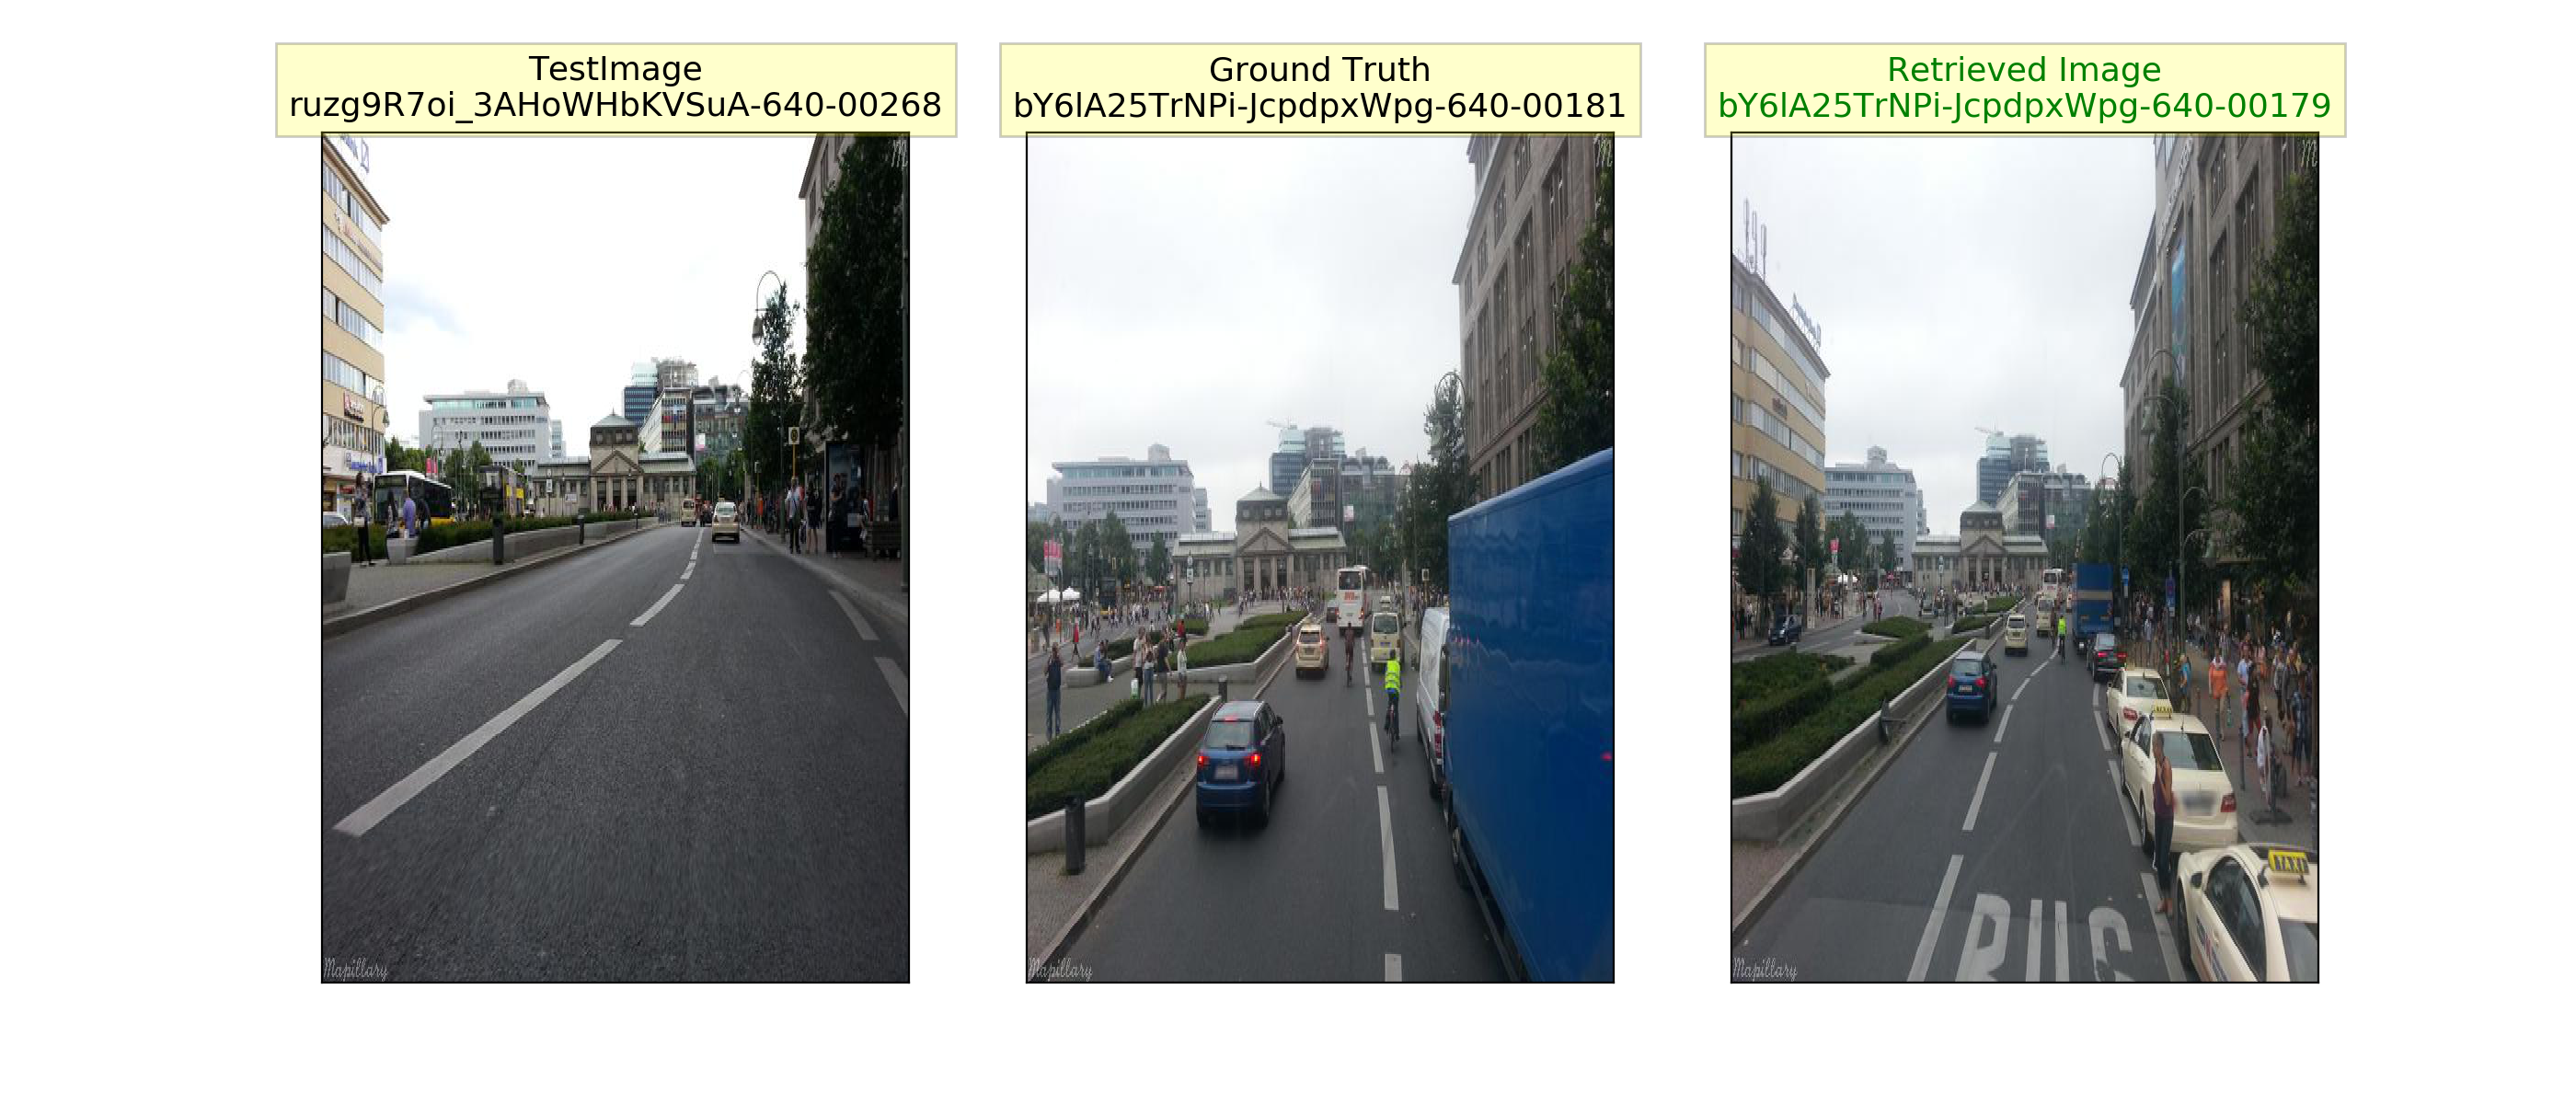 TestImage
ruzg9R7oi_3AHoWHbKVSuA-640-00268
Ground Truth
bY6lA25TrNPi-JcpdpxWpg-640-00181
Retrieved Image
bY6lA25TrNPi-JcpdpxWpg-640-00179
M
M
M
TAXI
BUS
Mapillary
Mapillary
Mapillary